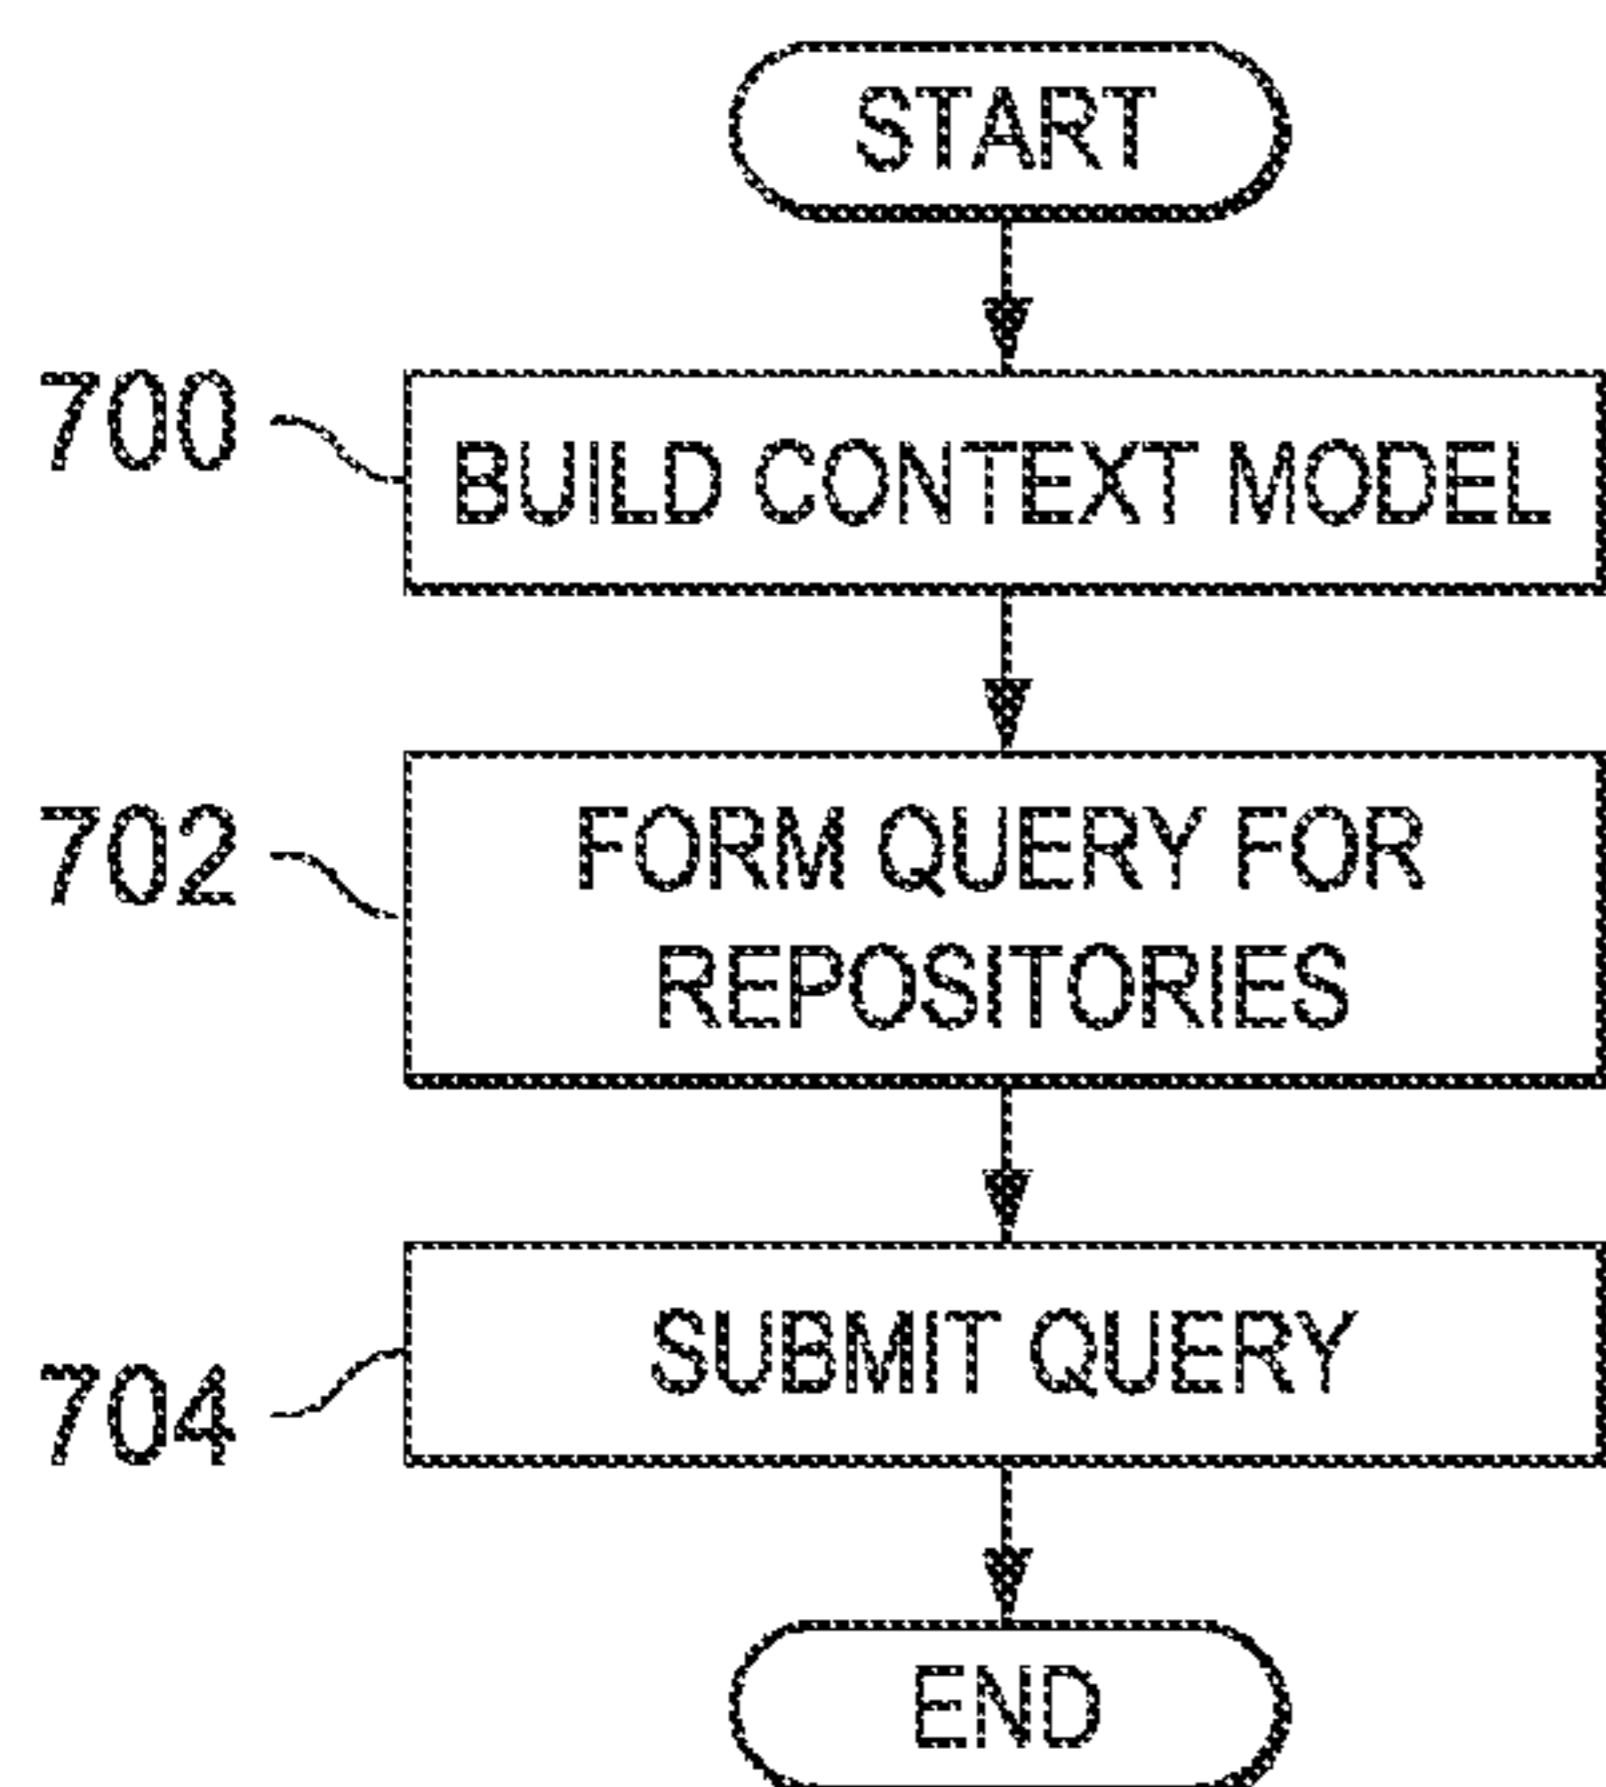 START
700
BUILD CONTEXT MODEL
702
FORM QUERY FOR
REPOSITORIES
704
SUBMIT QUERY
END